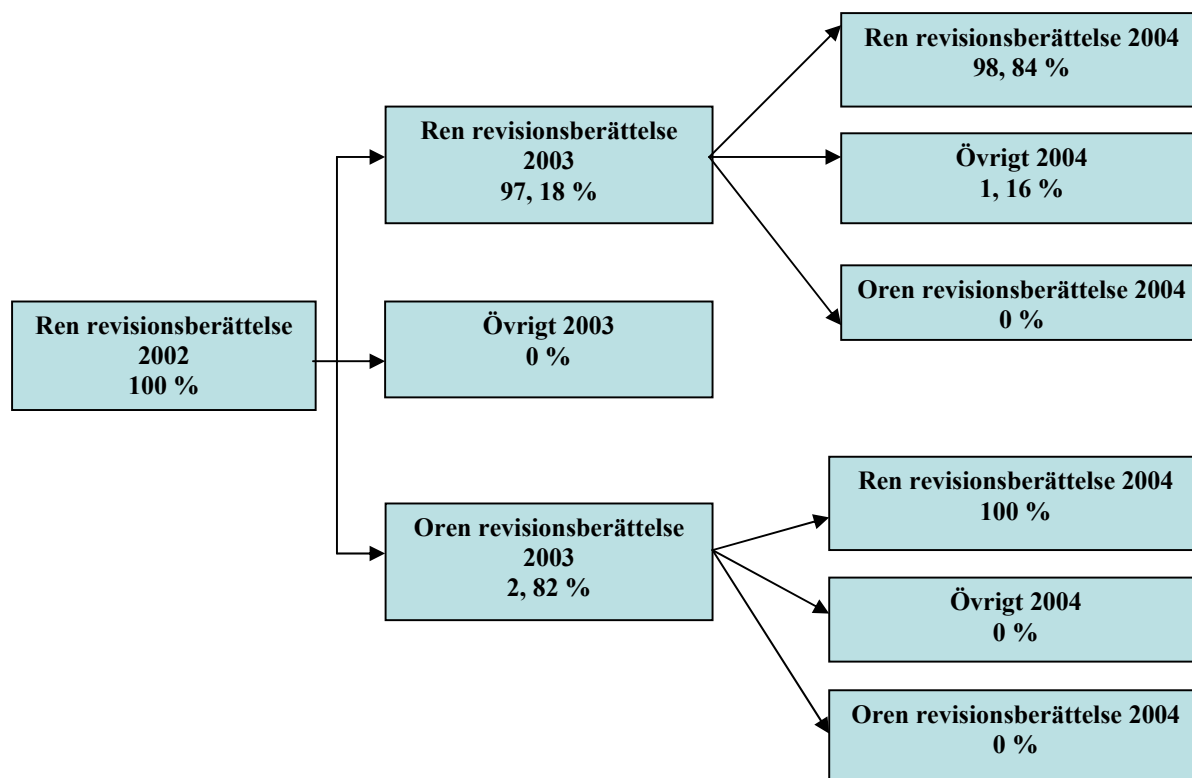 Ren revisionsberättelse
2002
100 %
Ren revisionsberättelse
2003
97, 18 %
Övrigt 2003
0 %
Oren revisionsberättelse
2003
2, 82 %
Ren revisionsberättelse 2004
98, 84 %
Övrigt 2004
1, 16 %
Oren revisionsberättelse 2004
0 %
Ren revisionsberättelse 2004
100 %
Övrigt 2004
0 %
Oren revisionsberättelse 2004
0 %